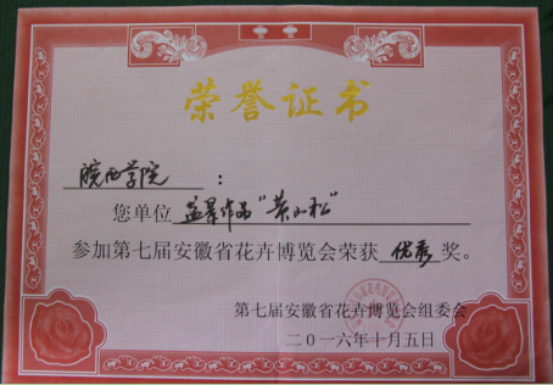 荣誉证书
皖西学院：
您单位盆景作品"黄山松"
参加第七届安徽省花卉博览会荣获优秀奖。
第七届安徽省花卉博览会组委会
二〇一六年十月五日